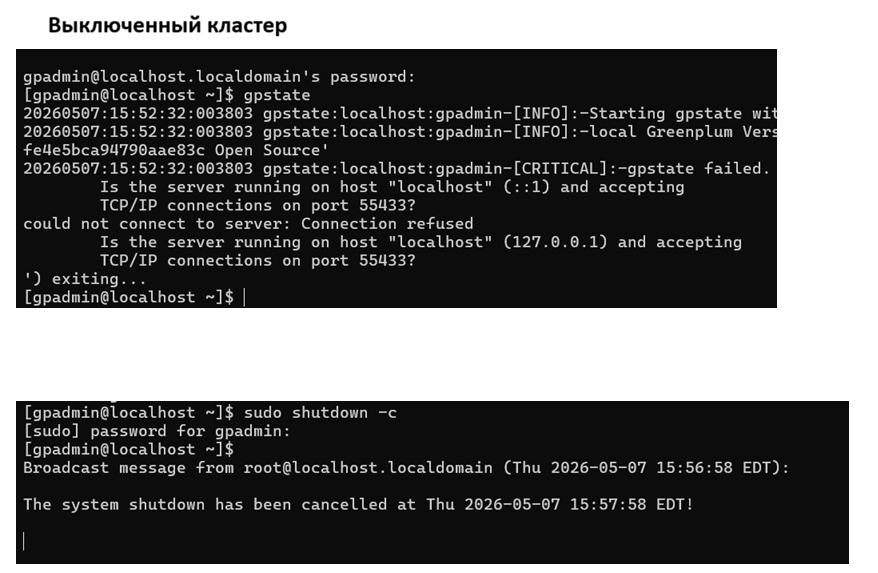 Выключенный кластер
gpadmin@localhost.localdomain's password:
[gpadmin@localhost ~]$ gpstate
20260507:15:52:32:003803 gpstate:localhost:gpadmin-[INFO]:-Starting gpstate wit
20260507:15:52:32:003803 gpstate:localhost:gpadmin-[INFO]:-local Greenplum Vers
fe4e5bca94790aae83c Open Source'
20260507:15:52:32:003803 gpstate:localhost:gpadmin-[CRITICAL]:-gpstate failed.
Is the server running on host "localhost" (::1) and accepting
TCP/IP connections on port 55433?
could not connect to server: Connection refused
Is the server running on host "localhost" (127.0.0.1) and accepting
TCP/IP connections on port 55433?
') exiting...
[gpadmin@localhost ~]$
[gpadmin@localhost ~]$ sudo shutdown -c
[sudo] password for gpadmin:
[gpadmin@localhost ~]$
Broadcast message from root@localhost.localdomain (Thu 2026-05-07 15:56:58 EDT):
The system shutdown has been cancelled at Thu 2026-05-07 15:57:58 EDT!